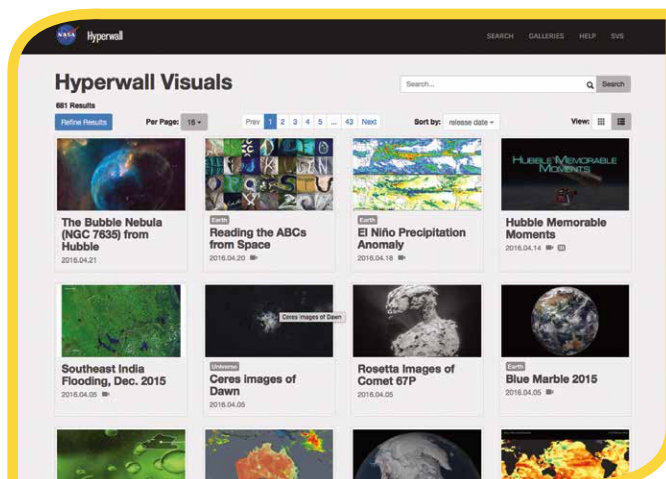 NASA Hyperwall SEARCH GALLERIES HELP SVS
Hyperwall Visuals
Search... Search
681 Results
Refine Results Per Page: 16 Prev 1 2 3 4 5 ... 43 Next Sort by: release date View:
HUBBLE MEMORABLE
MOMENTS
The Bubble Nebula
(NGC 7635) from
Hubble
2016.04.21
Earth
Reading the ABCs
from Space
2016.04.20
Earth
El Niño Precipitation
Anomaly
2016.04.18
Hubble Memorable
Moments
2016.04.14
Ceres images of Dawn
Southeast India
Flooding, Dec. 2015
2016.04.05
Universe
Ceres images of
Dawn
2016.04.05
Rosetta Images of
Comet 67P
2016.04.05
Earth
Blue Marble 2015
2016.04.05